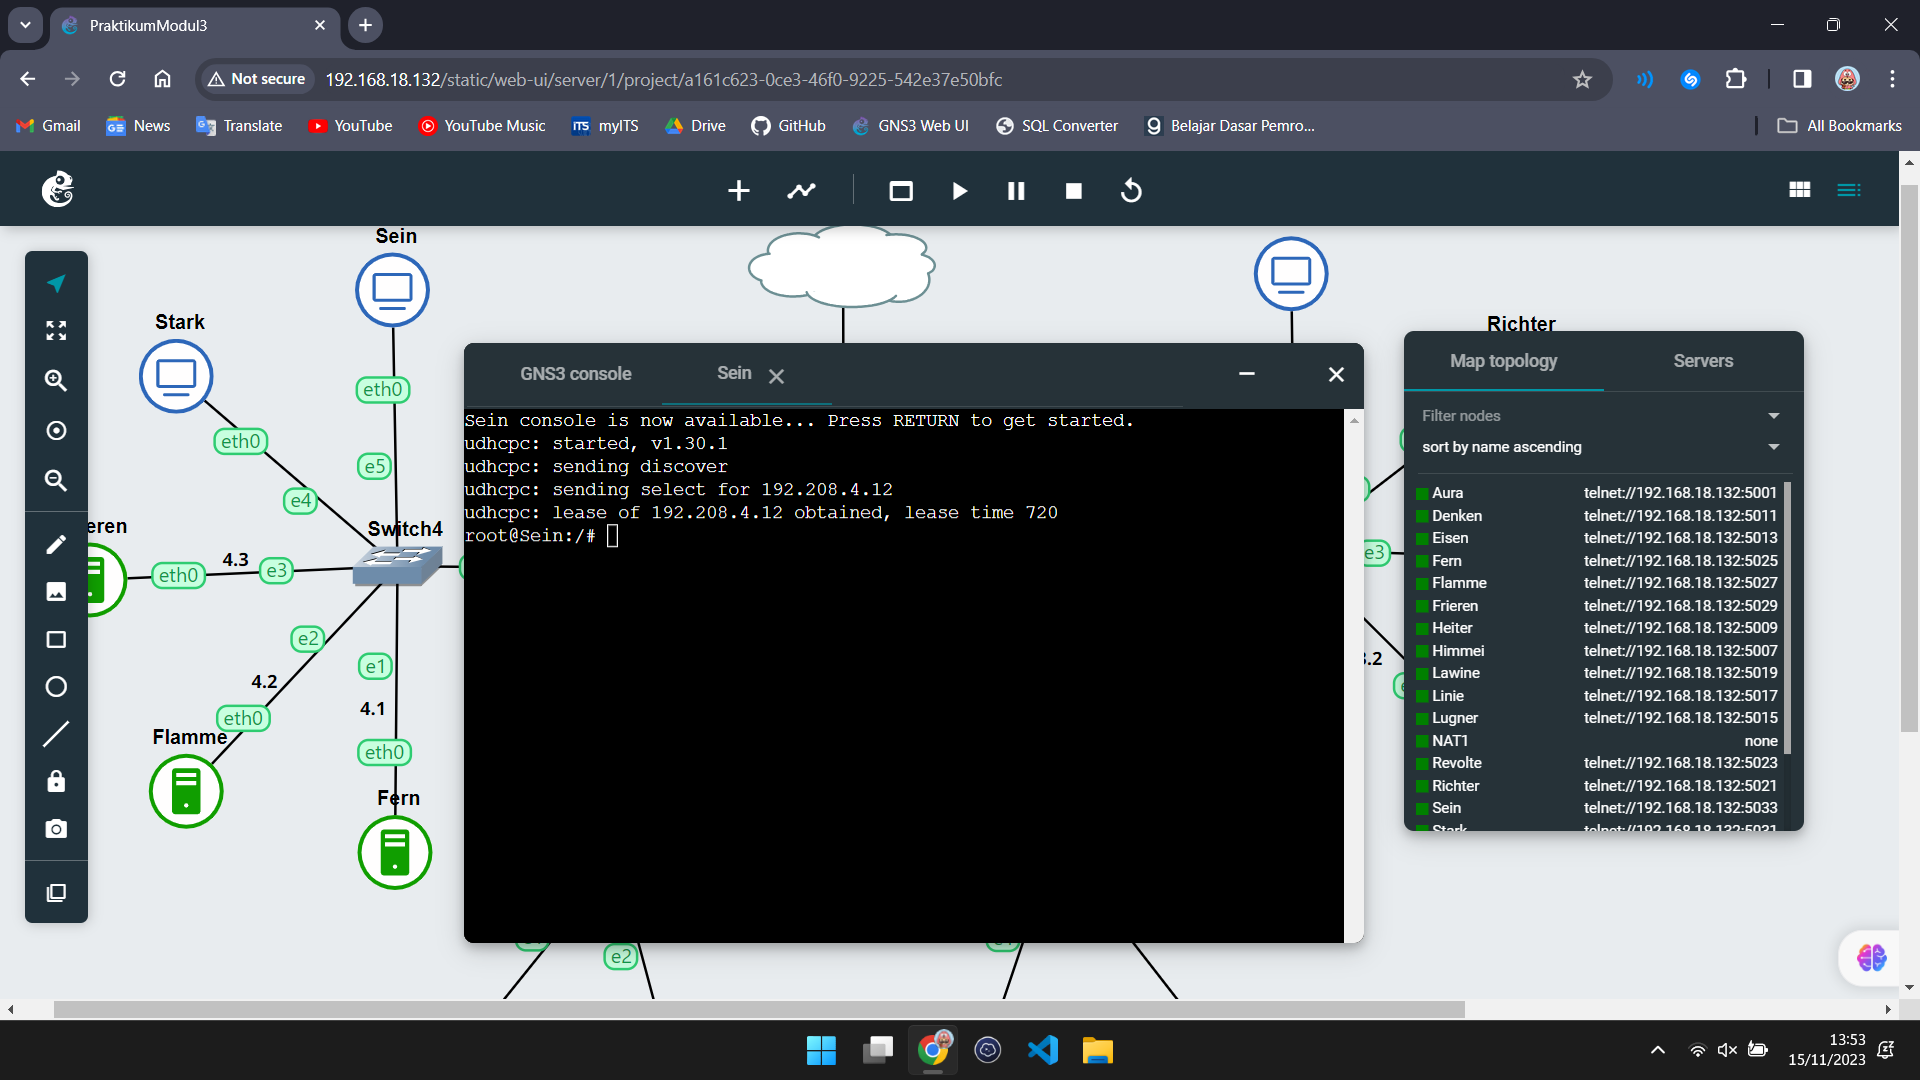 PraktikumModul3
Not secure
192.168.18.132/static/web-ui/server/1/project/a161c623-0ce3-46f0-9225-542e37e50bfc
Gmail
News
Translate
YouTube
YouTube Music
ITS
myITS
Drive
GitHub
GNS3 Web UI
SQL Converter
Belajar Dasar Pemro...
All Bookmarks
Sein
Stark
eth0
eth0
e5
e4
eren
Switch4
4.3
eth0
e3
e2
e1
4.2
4.1
eth0
eth0
Flamme
Fern
GNS3 console
Sein
Sein console is now available... Press RETURN to get started.
udhcpc: started, v1.30.1
udhcpc: sending discover
udhcpc: sending select for 192.208.4.12
udhcpc: lease of 192.208.4.12 obtained, lease time 720
root@Sein:/#
e2
Richter
e3
3.2
Map topology
Servers
Filter nodes
sort by name ascending
Aura telnet://192.168.18.132:5001
Denken telnet://192.168.18.132:5011
Eisen telnet://192.168.18.132:5013
Fern telnet://192.168.18.132:5025
Flamme telnet://192.168.18.132:5027
Frieren telnet://192.168.18.132:5029
Heiter telnet://192.168.18.132:5009
Himmei telnet://192.168.18.132:5007
Lawine telnet://192.168.18.132:5019
Linie telnet://192.168.18.132:5017
Lugner telnet://192.168.18.132:5015
NAT1 none
Revolte telnet://192.168.18.132:5023
Richter telnet://192.168.18.132:5021
Sein telnet://192.168.18.132:5033
Stark telnet://192.168.18.132:5031
13:53
15/11/2023